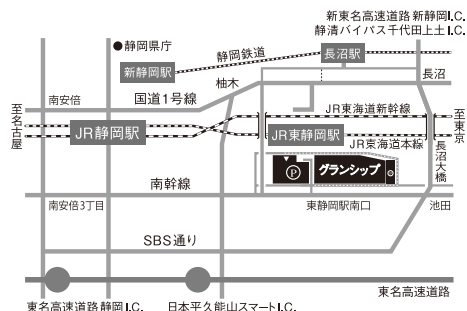 新東名高速道路 新静岡I.C.
静清バイパス千代田上土I.C.
●静岡県庁
静岡鉄道
長沼駅
新静岡駅
柚木
長沼
南安倍
国道1号線
JR東海道新幹線
至名古屋
JR静岡駅
JR東静岡駅
至東京
JR東海道本線
長沼大橋
グランシップ
P
南幹線
南安倍3丁目
東静岡駅南口
池田
SBS通り
東名高速道路
東名高速道路 静岡I.C.
日本平久能山スマートI.C.